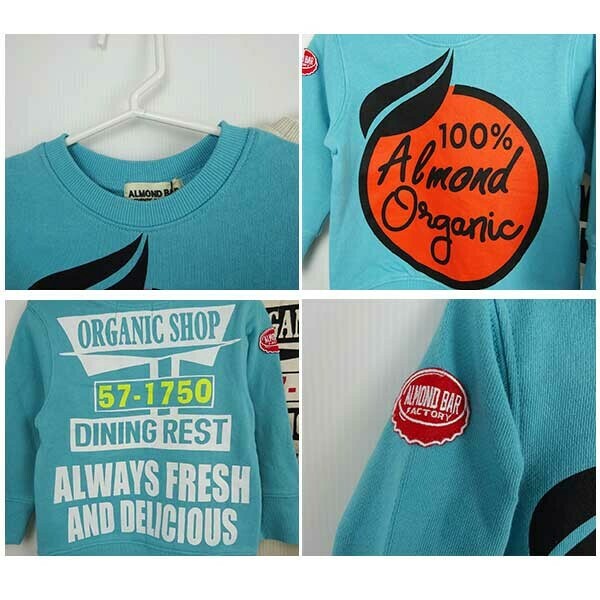 ALMOND BAR
100%
Almond
Organic
ORGANIC SHOP
57-1750
DINING REST
ALWAYS FRESH
AND DELICIOUS
ALMOND BAR
FACTORY